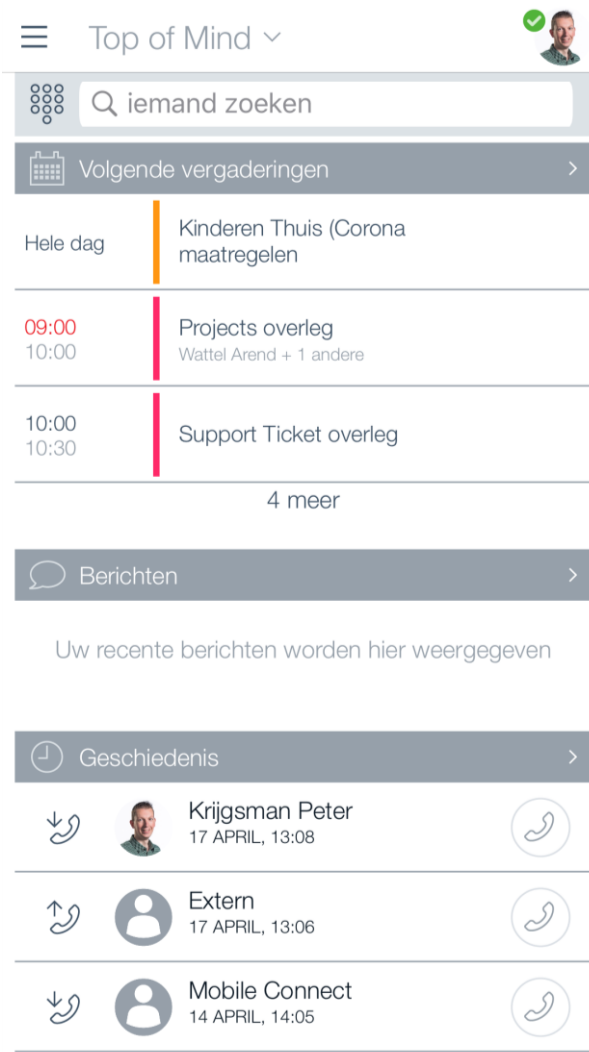 Top of Mind
iemand zoeken
Volgende vergaderingen
Hele dag
Kinderen Thuis (Corona
maatregelen
09:00
10:00
Projects overleg
Wattel Arend + 1 andere
10:00
10:30
Support Ticket overleg
4 meer
Berichten
Uw recente berichten worden hier weergegeven
Geschiedenis
Krijgsman Peter
17 APRIL, 13:08
Extern
17 APRIL, 13:06
Mobile Connect
14 APRIL, 14:05